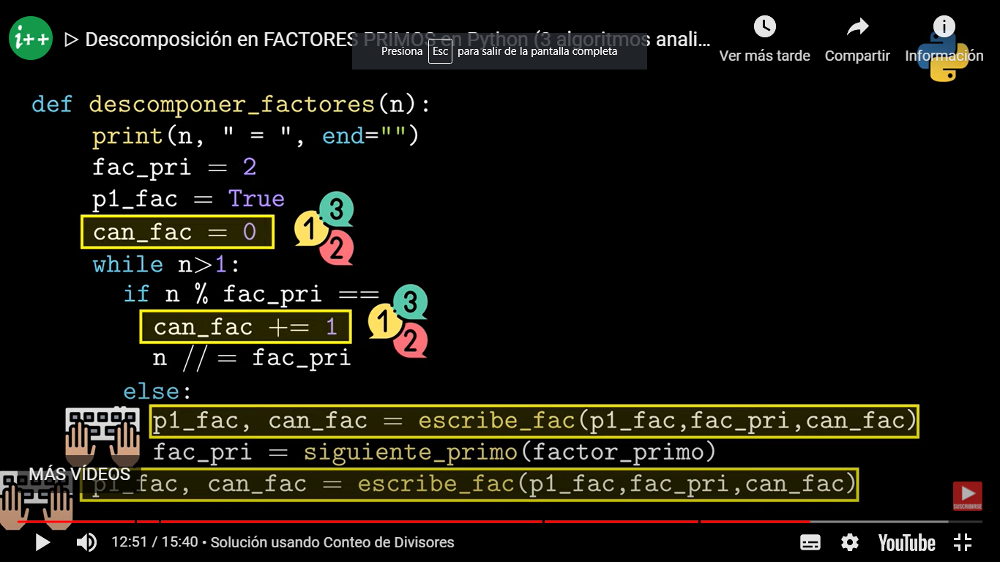 i++ ▷ Descomposición en FACTORES PRIMOS en Python (3 algoritmos anali...
Presiona Esc para salir de la pantalla completa
Ver más tarde Compartir Información
def descomponer_factores(n):
print(n, " = ", end="")
fac_pri = 2
p1_fac = True
can_fac = 0
1 3 2
while n>1:
if n % fac_pri ==
can_fac += 1
1 3 2
n //= fac_pri
else:
p1_fac, can_fac = escribe_fac(p1_fac,fac_pri,can_fac)
fac_pri = siguiente_primo(factor_primo)
MÁS VÍDEOS
p1_fac, can_fac = escribe_fac(p1_fac,fac_pri,can_fac)
SUSCRIBIRSE
12:51 / 15:40 • Solución usando Conteo de Divisores
YouTube